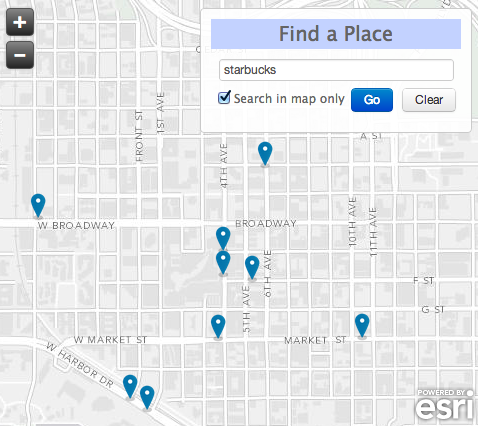 +
−
Find a Place
starbucks
Search in map only
Go
Clear
A ST
1ST AVE
FRONT ST
4TH AVE
W BROADWAY
BROADWAY
10TH AVE
11TH AVE
6TH AVE
5TH AVE
F ST
G ST
W MARKET ST
MARKET ST
W HARBOR DR
POWERED BY
esri